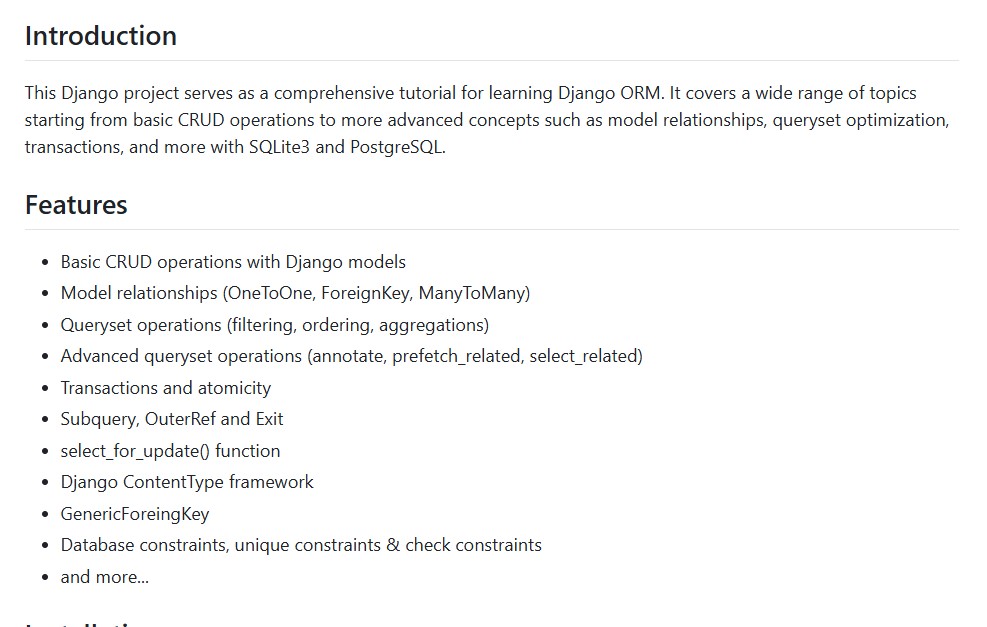 Introduction
This Django project serves as a comprehensive tutorial for learning Django ORM. It covers a wide range of topics
starting from basic CRUD operations to more advanced concepts such as model relationships, queryset optimization,
transactions, and more with SQLite3 and PostgreSQL.
Features
Basic CRUD operations with Django models
Model relationships (OneToOne, ForeignKey, ManyToMany)
Queryset operations (filtering, ordering, aggregations)
Advanced queryset operations (annotate, prefetch_related, select_related)
Transactions and atomicity
Subquery, OuterRef and Exit
select_for_update() function
Django ContentType framework
GenericForeingKey
Database constraints, unique constraints & check constraints
and more...